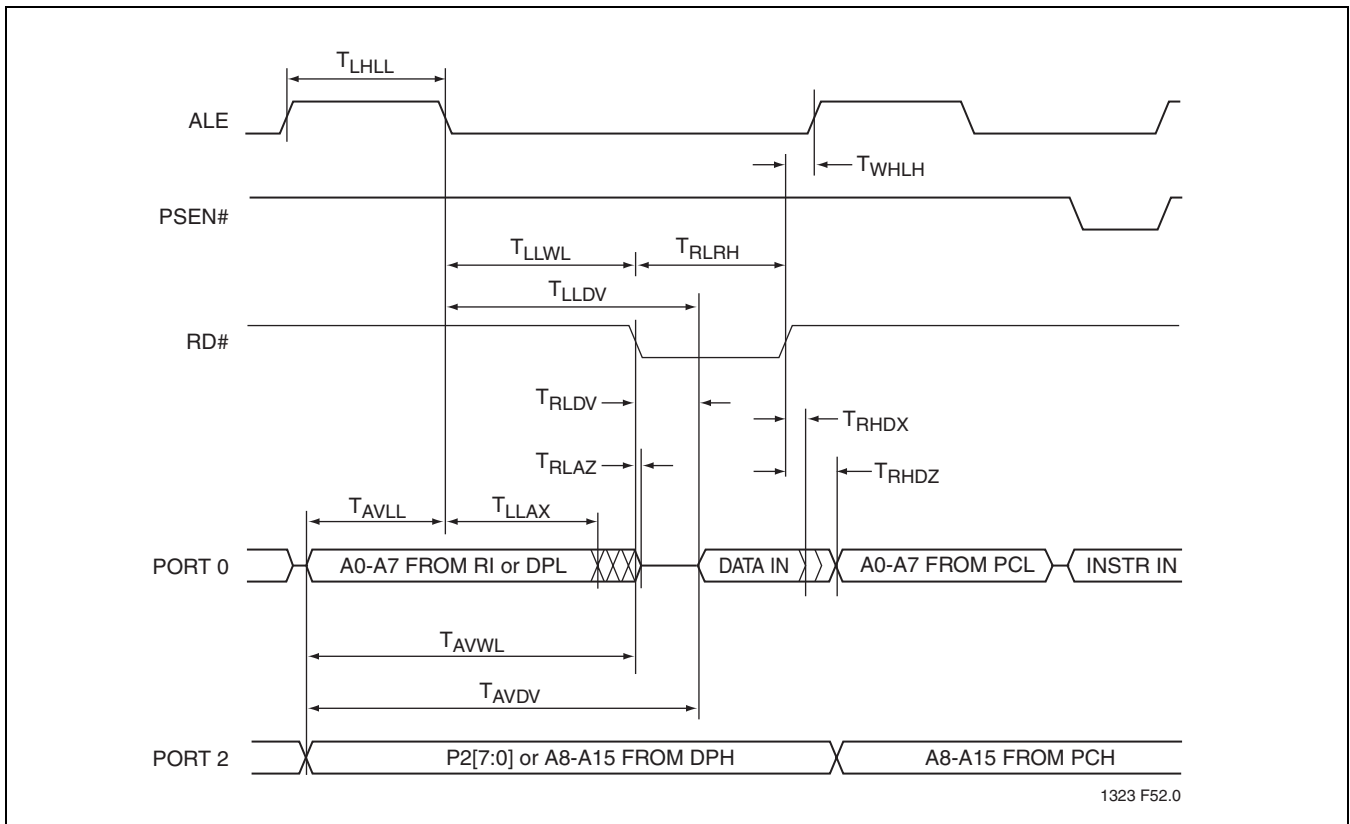 TLHLL
ALE
TWHLH
PSEN#
TLLWL
TRLRH
TLLDV
RD#
TRLDV
TRHDX
TRLAZ
TRHDZ
TAVLL
TLLAX
PORT 0
A0-A7 FROM RI or DPL
DATA IN
A0-A7 FROM PCL
INSTR IN
TAVWL
TAVDV
PORT 2
P2[7:0] or A8-A15 FROM DPH
A8-A15 FROM PCH
1323 F52.0